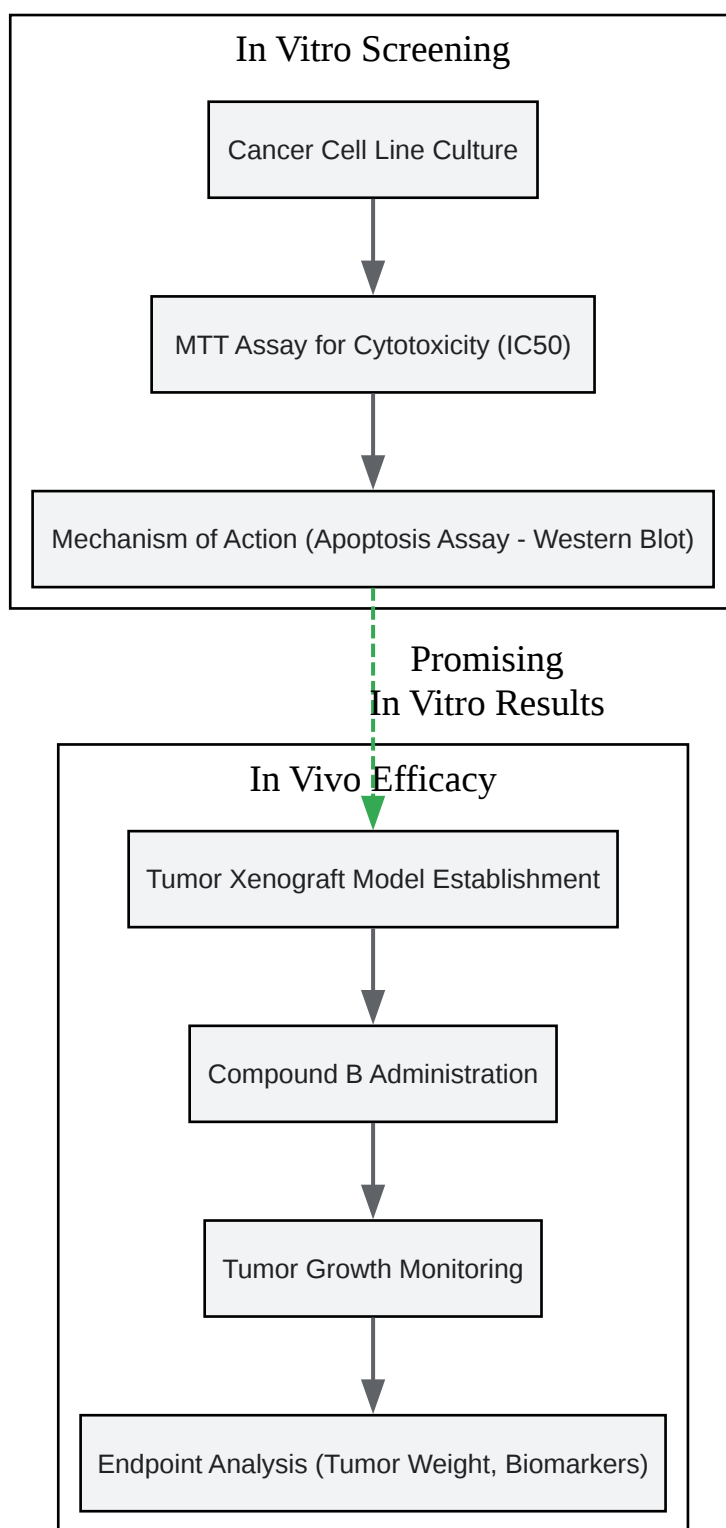 In Vitro Screening
Cancer Cell Line Culture
MTT Assay for Cytotoxicity (IC50)
Mechanism of Action (Apoptosis Assay - Western Blot)
Promising
In Vitro Results
In Vivo Efficacy
Tumor Xenograft Model Establishment
Compound B Administration
Tumor Growth Monitoring
Endpoint Analysis (Tumor Weight, Biomarkers)